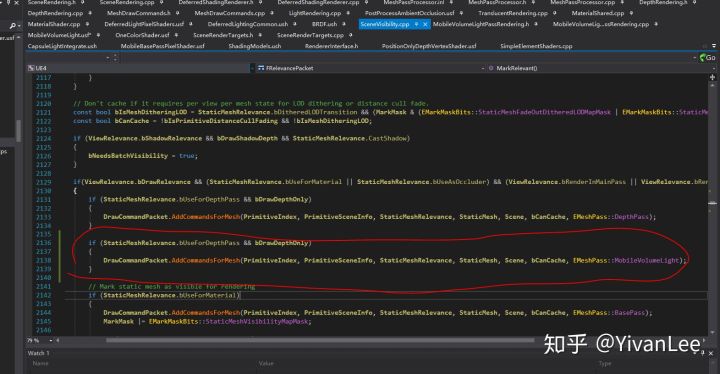 SceneRendering.h
SceneRendering.cpp
DeferredShadingRenderer.h
MeshPassProcessor.inl
MeshPassProcessor.h
MeshPassProcessor.cpp
DepthRendering.h
DepthRendering.cpp
MeshDrawCommands.h
MeshDrawCommands.cpp
LightRendering.cpp
PostProcessAmbientOcclusion.usf
TranslucentRendering.cpp
MaterialShared.cpp
MaterialShader.cpp
DeferredLightPixelShaders.usf
DeferredLightingCommon.ush
BRDF.ush
SceneVisibility.cpp
MobileVolumeLightPassRendering.h
MobileVolumeLig...ssRendering.cpp
MobileVolumeLight.usf*
OneColorShader.usf
SceneRenderTargets.h
SceneRenderTargets.cpp
CapsuleLightIntegrate.ush
MobileBasePassPixelShader.usf
ShadingModels.ush
RendererInterface.h
PositionOnlyDepthVertexShader.usf
SimpleElementShaders.cpp
Go
UE4
FRelevancePacket
MarkRelevant()
2117 }
2118 }
2119
2120 // Don't cache if it requires per view per mesh state for LOD dithering or distance cull fade.
2121 const bool bIsMeshDitheringLOD = StaticMeshRelevance.bDitheredLODTransition && (MarkMask & (EMarkMaskBits::StaticMeshFadeOutDitheredLODMapMask | EMarkMaskBits::StaticM
2122 const bool bCanCache = !bIsPrimitiveDistanceCullFading && !bIsMeshDitheringLOD;
2123
2124 if (ViewRelevance.bShadowRelevance && bDrawShadowDepth && StaticMeshRelevance.CastShadow)
2125 {
2126 bNeedsBatchVisibility = true;
2127 }
2128
2129 if(ViewRelevance.bDrawRelevance && (StaticMeshRelevance.bUseForMaterial || StaticMeshRelevance.bUseAsOccluder) && (ViewRelevance.bRenderInMainPass || ViewRelevance.bRe
2130 {
2131 if (StaticMeshRelevance.bUseForDepthPass && bDrawDepthOnly)
2132 {
2133 DrawCommandPacket.AddCommandsForMesh(PrimitiveIndex, PrimitiveSceneInfo, StaticMeshRelevance, StaticMesh, Scene, bCanCache, EMeshPass::DepthPass);
2134 }
2135
2136 if (StaticMeshRelevance.bUseForDepthPass && bDrawDepthOnly)
2137 {
2138 DrawCommandPacket.AddCommandsForMesh(PrimitiveIndex, PrimitiveSceneInfo, StaticMeshRelevance, StaticMesh, Scene, bCanCache, EMeshPass::MobileVolumeLight);
2139 }
2140
2141 // Mark static mesh as visible for rendering
2142 if (StaticMeshRelevance.bUseForMaterial)
2143 {
2144 DrawCommandPacket.AddCommandsForMesh(PrimitiveIndex, PrimitiveSceneInfo, StaticMeshRelevance, StaticMesh, Scene, bCanCache, EMeshPass::BasePass);
2145 MarkMask |= EMarkMaskBits::StaticMeshVisibilityMapMask;
2146
79 %
Watch 1
Name
Value
Type
知乎 @YivanLee